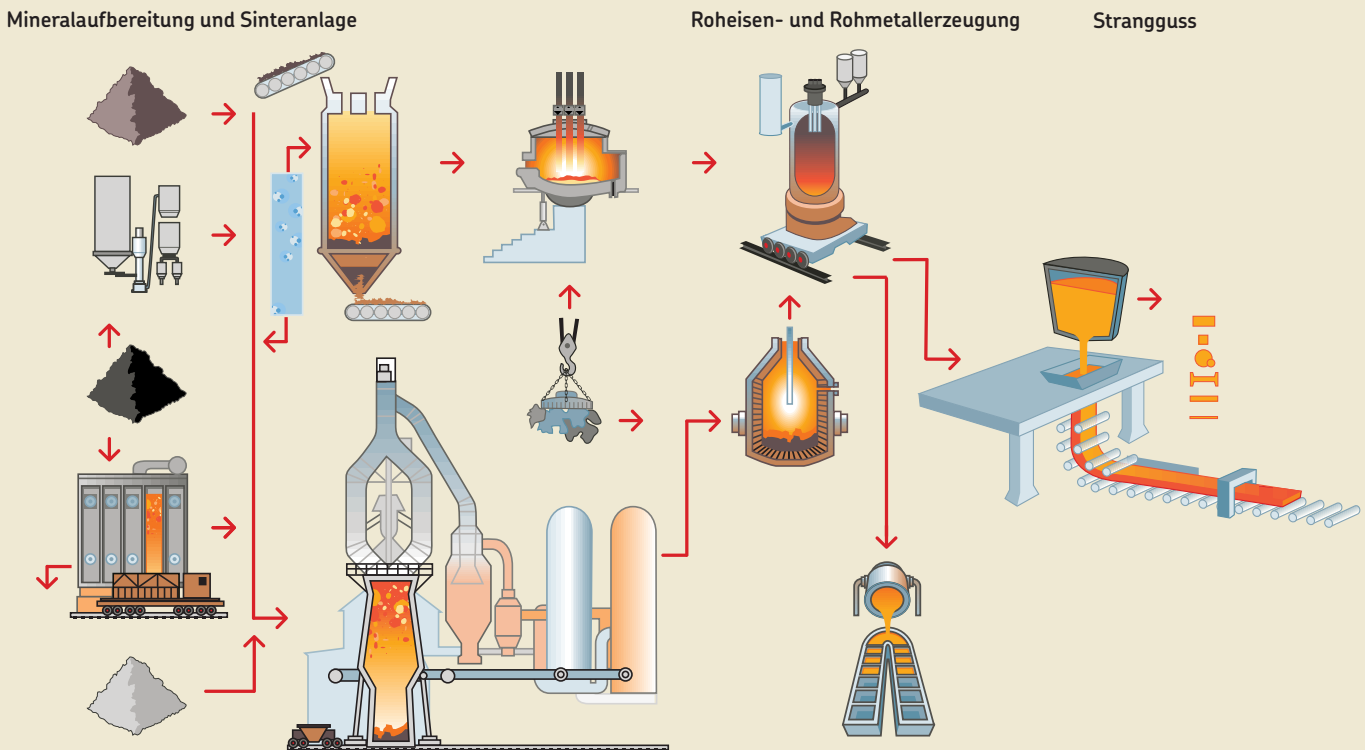 Mineralaufbereitung und Sinteranlage
Roheisen- und Rohmetallerzeugung
Strangguss